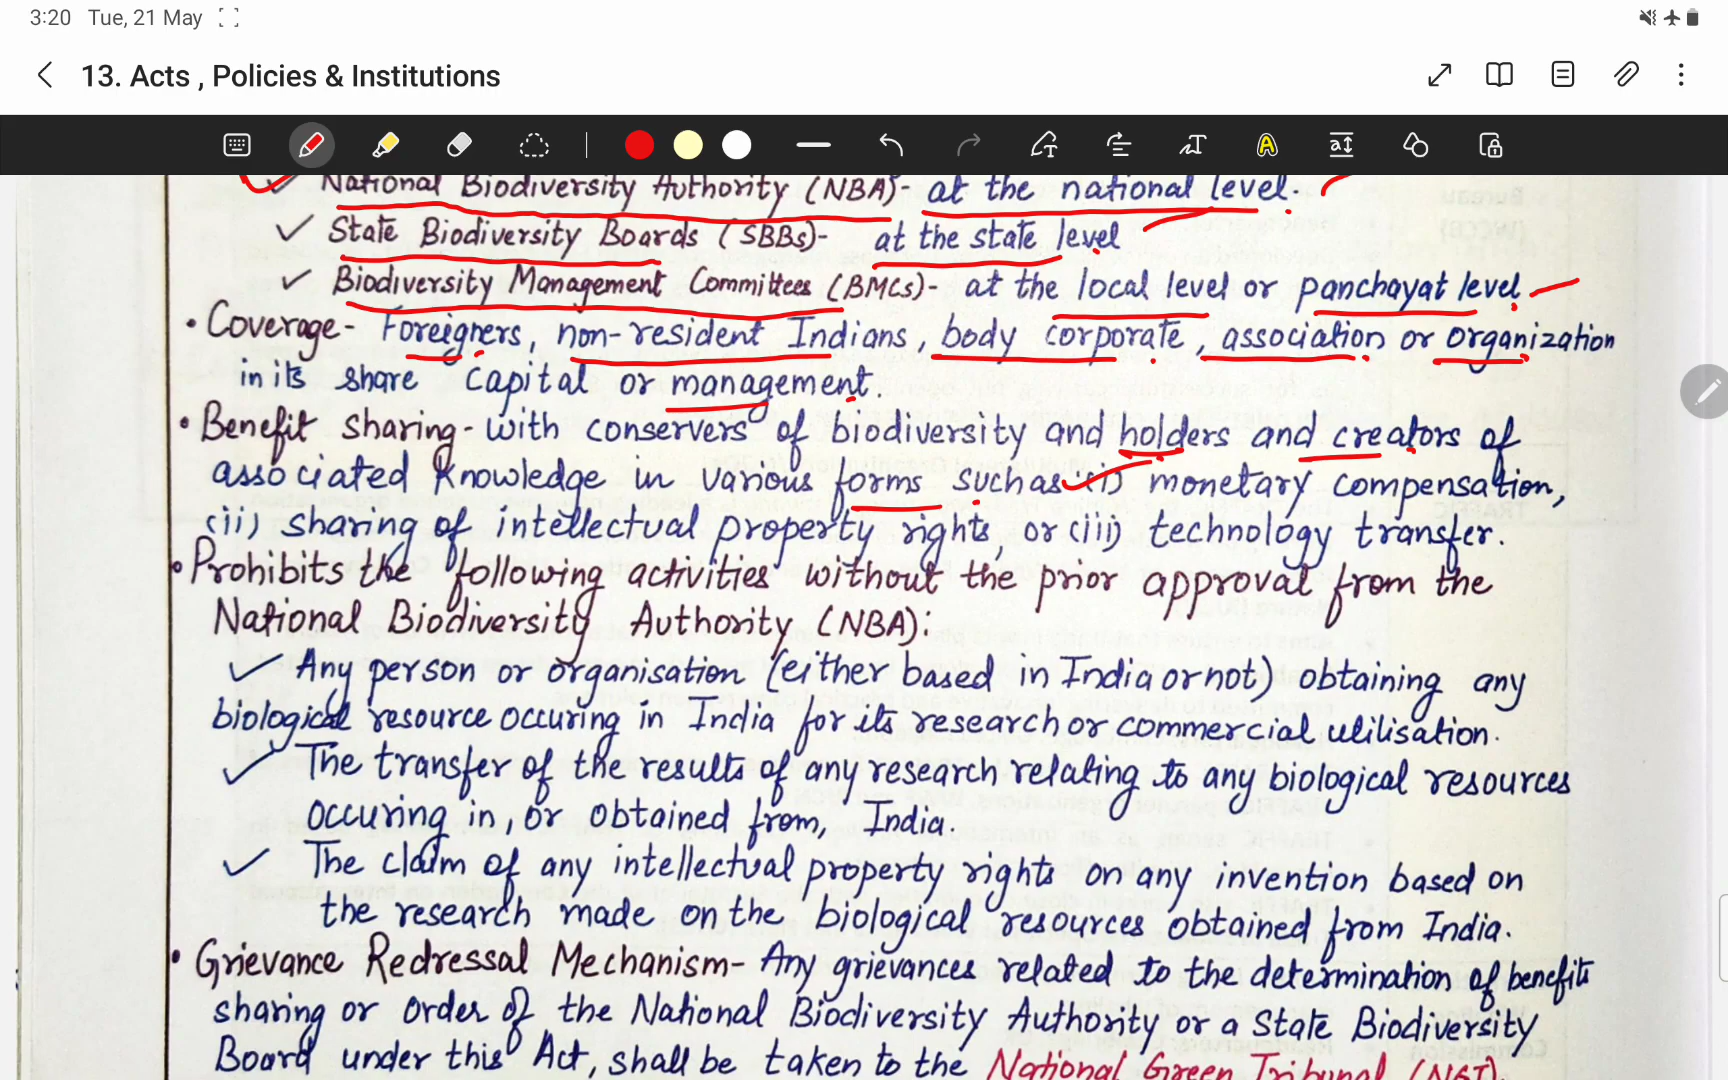 3:20 Tue, 21 May
13. Acts , Policies & Institutions
National Biodiversity Authority (NBA)- at the national level.
✓ State Biodiversity Boards (SBBs)- at the state level
✓ Biodiversity Management Committees (BMCs)- at the local level or panchayat level
• Coverage- Foreigners, non-resident Indians, body corporate, association or organization
in its share capital or management.
• Benefit sharing- with conservers of biodiversity and holders and creators of
associated knowledge in various forms such as (i) monetary compensation,
(ii) sharing of intellectual property rights, or (iii) technology transfer.
• Prohibits the following activities without the prior approval from the
National Biodiversity Authority (NBA):
✓ Any person or organisation (either based in India or not) obtaining any
biological resource occuring in India for its research or commercial utilisation.
✓ The transfer of the results of any research relating to any biological resources
occuring in, or obtained from, India.
✓ The claim of any intellectual property rights on any invention based on
the research made on the biological resources obtained from India.
• Grievance Redressal Mechanism- Any grievances related to the determination of benefit
sharing or order of the National Biodiversity Authority or a State Biodiversity
Board under this Act, shall be taken to the National Green Tribunal (NGT).